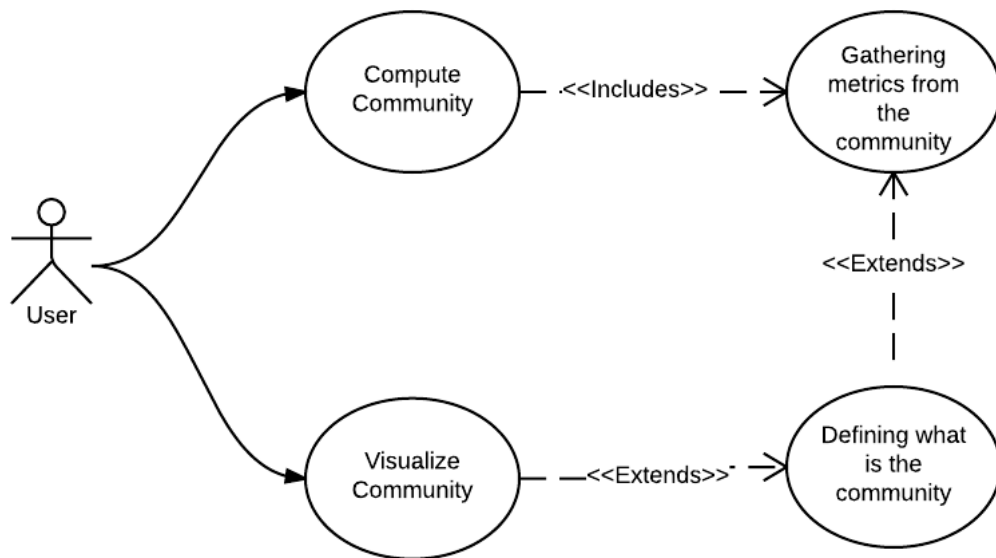 Compute
Community
<<Includes>>
Gathering
metrics from
the
community
<<Extends>>
User
Visualize
Community
<<Extends>>
Defining what
is the
community